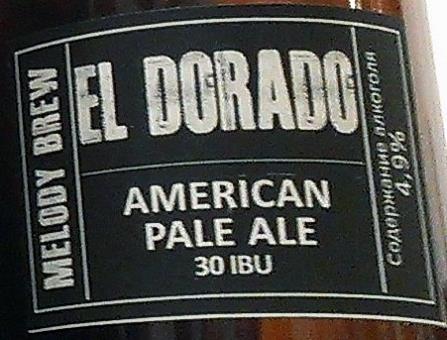 MELODY BREW
EL DORADO
AMERICAN
PALE ALE
30 IBU
Содержание алкоголя
4,9%